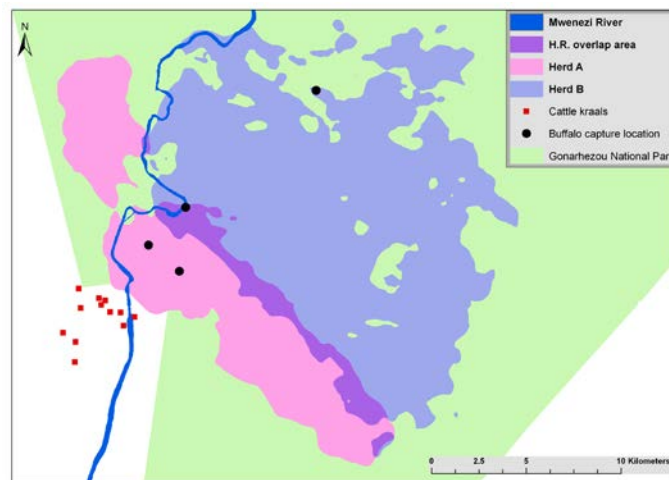 N
Mwenezi River
H.R. overlap area
Herd A
Herd B
Cattle kraals
Buffalo capture location
Gonarhezou National Park
0 2.5 5 10 Kilometers